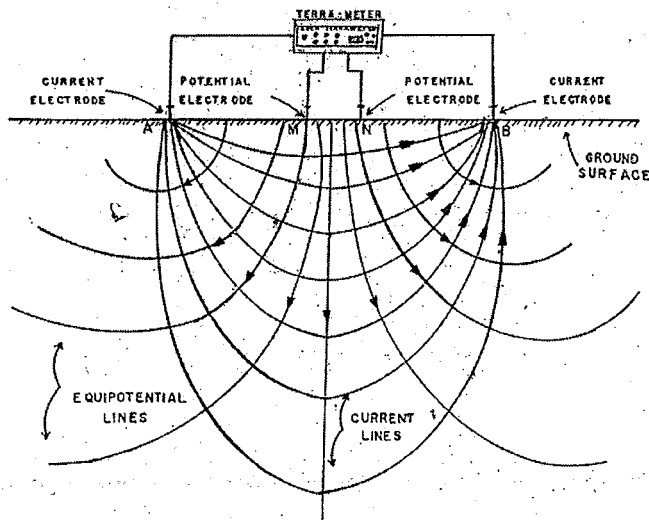 TERRA-METER
CURRENT
ELECTRODE
POTENTIAL
ELECTRODE
POTENTIAL
ELECTRODE
CURRENT
ELECTRODE
A
M
N
B
GROUND
SURFACE
EQUIPOTENTIAL
LINES
CURRENT
LINES